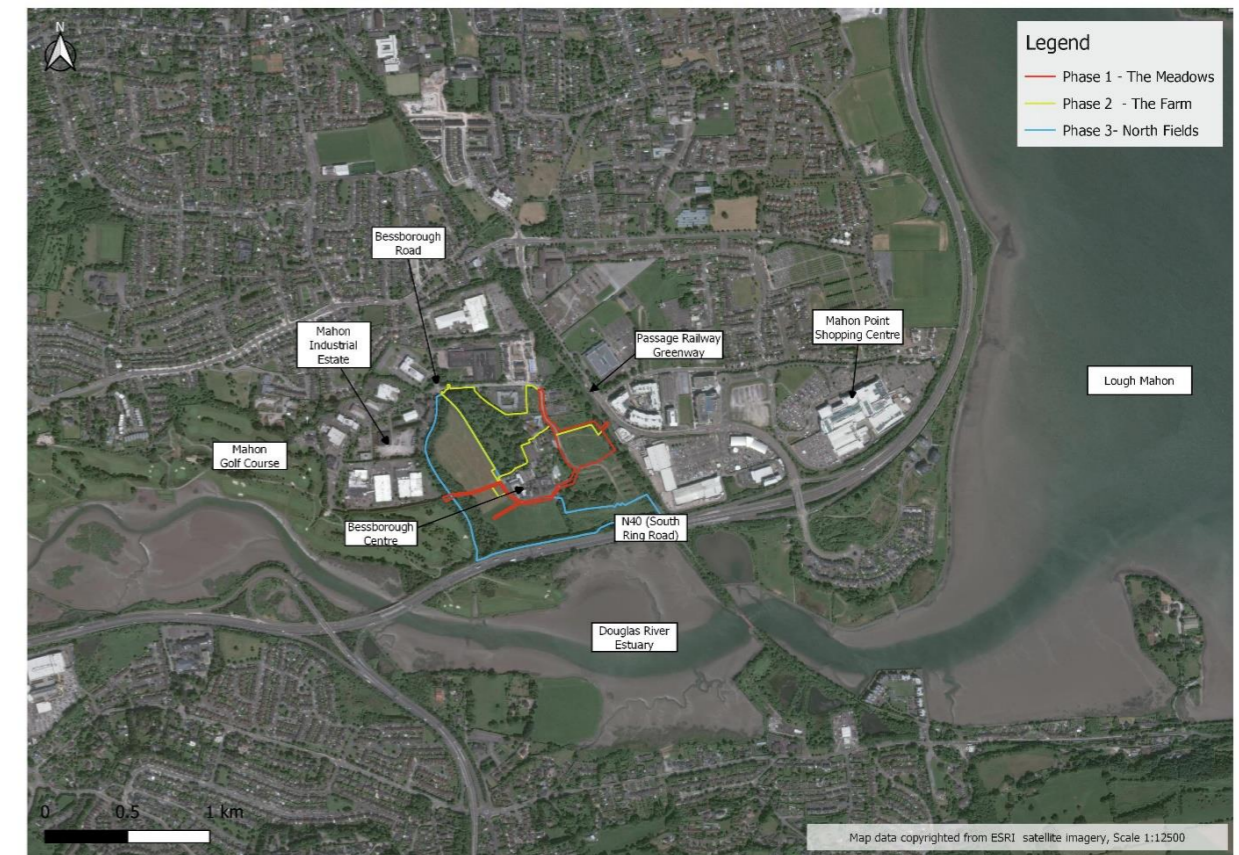 N
Legend
Phase 1 - The Meadows
Phase 2 - The Farm
Phase 3- North Fields
Bessborough
Road
Mahon
Industrial
Estate
Passage Railway
Greenway
Mahon Point
Shopping Centre
Lough Mahon
Mahon
Golf Course
Bessborough
Centre
N40 (South
Ring Road)
Douglas River
Estuary
0 0.5 1 km
Map data copyrighted from ESRI satellite imagery, Scale 1:12500